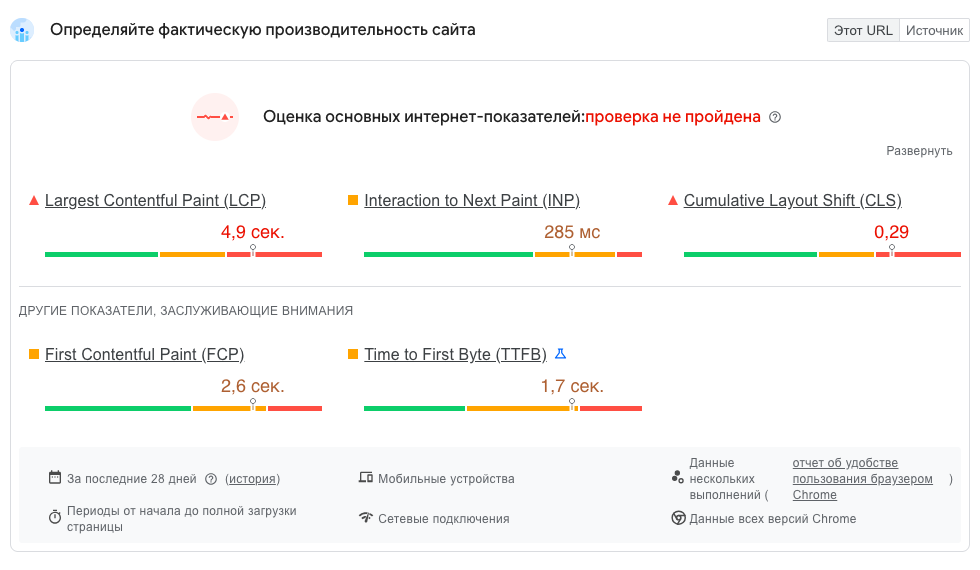 Определяйте фактическую производительность сайта
Этот URL
Источник
Оценка основных интернет-показателей:проверка не пройдена
Развернуть
Largest Contentful Paint (LCP)
4,9 сек.
Interaction to Next Paint (INP)
285 мс
Cumulative Layout Shift (CLS)
0,29
ДРУГИЕ ПОКАЗАТЕЛИ, ЗАСЛУЖИВАЮЩИЕ ВНИМАНИЯ
First Contentful Paint (FCP)
2,6 сек.
Time to First Byte (TTFB)
1,7 сек.
За последние 28 дней (история)
Мобильные устройства
Данные
нескольких
выполнений (
отчет об удобстве
пользования браузером
Chrome
)
Периоды от начала до полной загрузки
страницы
Сетевые подключения
Данные всех версий Chrome